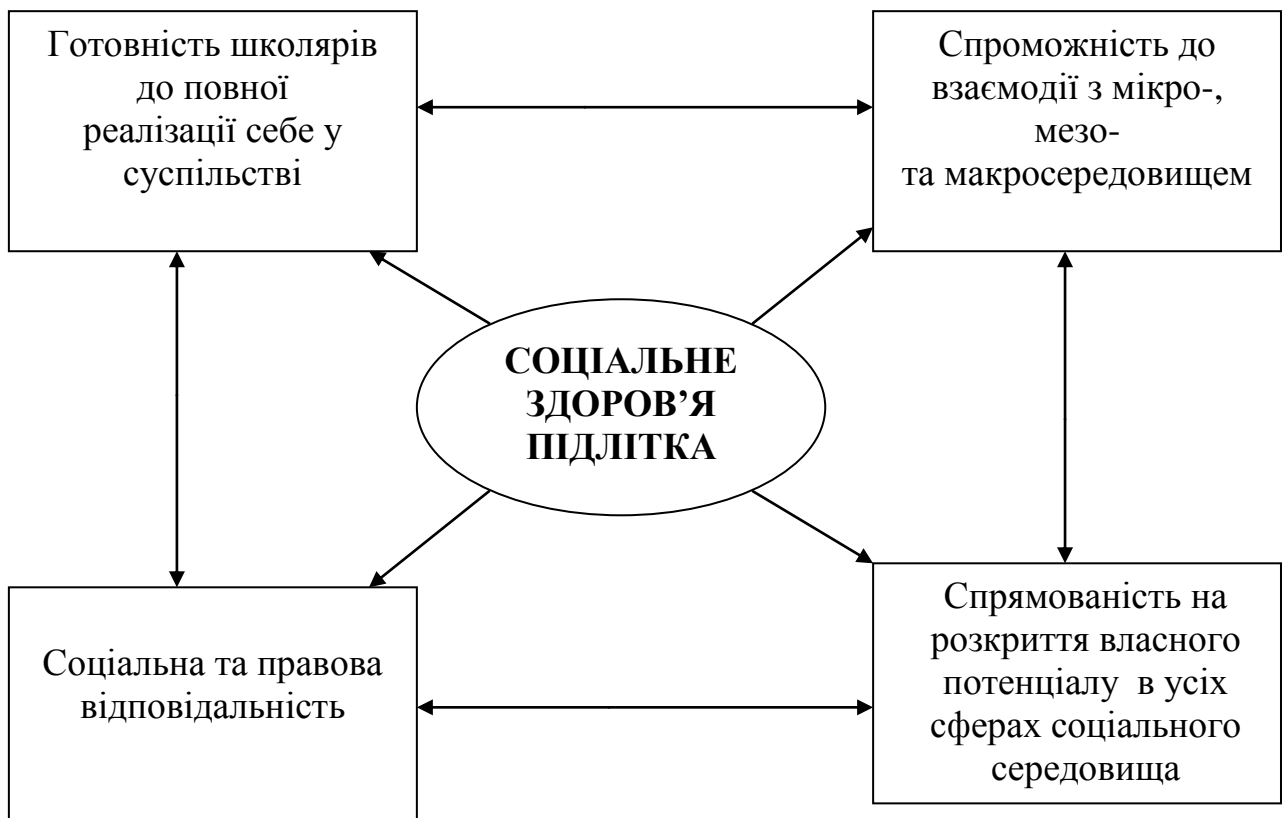 Готовність школярів
до повної
реалізації себе у
суспільстві
Спроможність до
взаємодії з мікро-,
мезо-
та макросередовищем
СОЦІАЛЬНЕ
ЗДОРОВ’Я
ПІДЛІТКА
Соціальна та правова
відповідальність
Спрямованість на
розкриття власного
потенціалу в усіх
сферах соціального
середовища